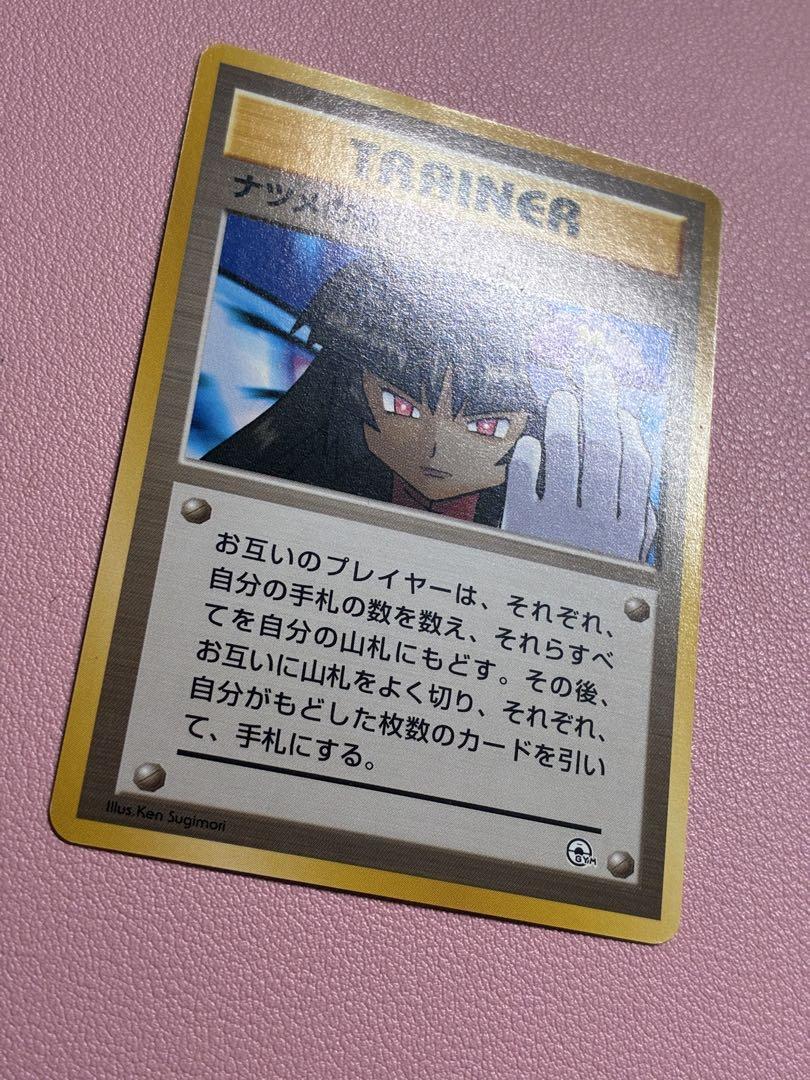 TRAINER
ナツメの
お互いのプレイヤーは、それぞれ、
自分の手札の数を数え、それらすべ
てを自分の山札にもどす。その後、
お互いに山札をよく切り、それぞれ、
自分がもどした枚数のカードを引い
て、手札にする。
Illus. Ken Sugimori
GYM